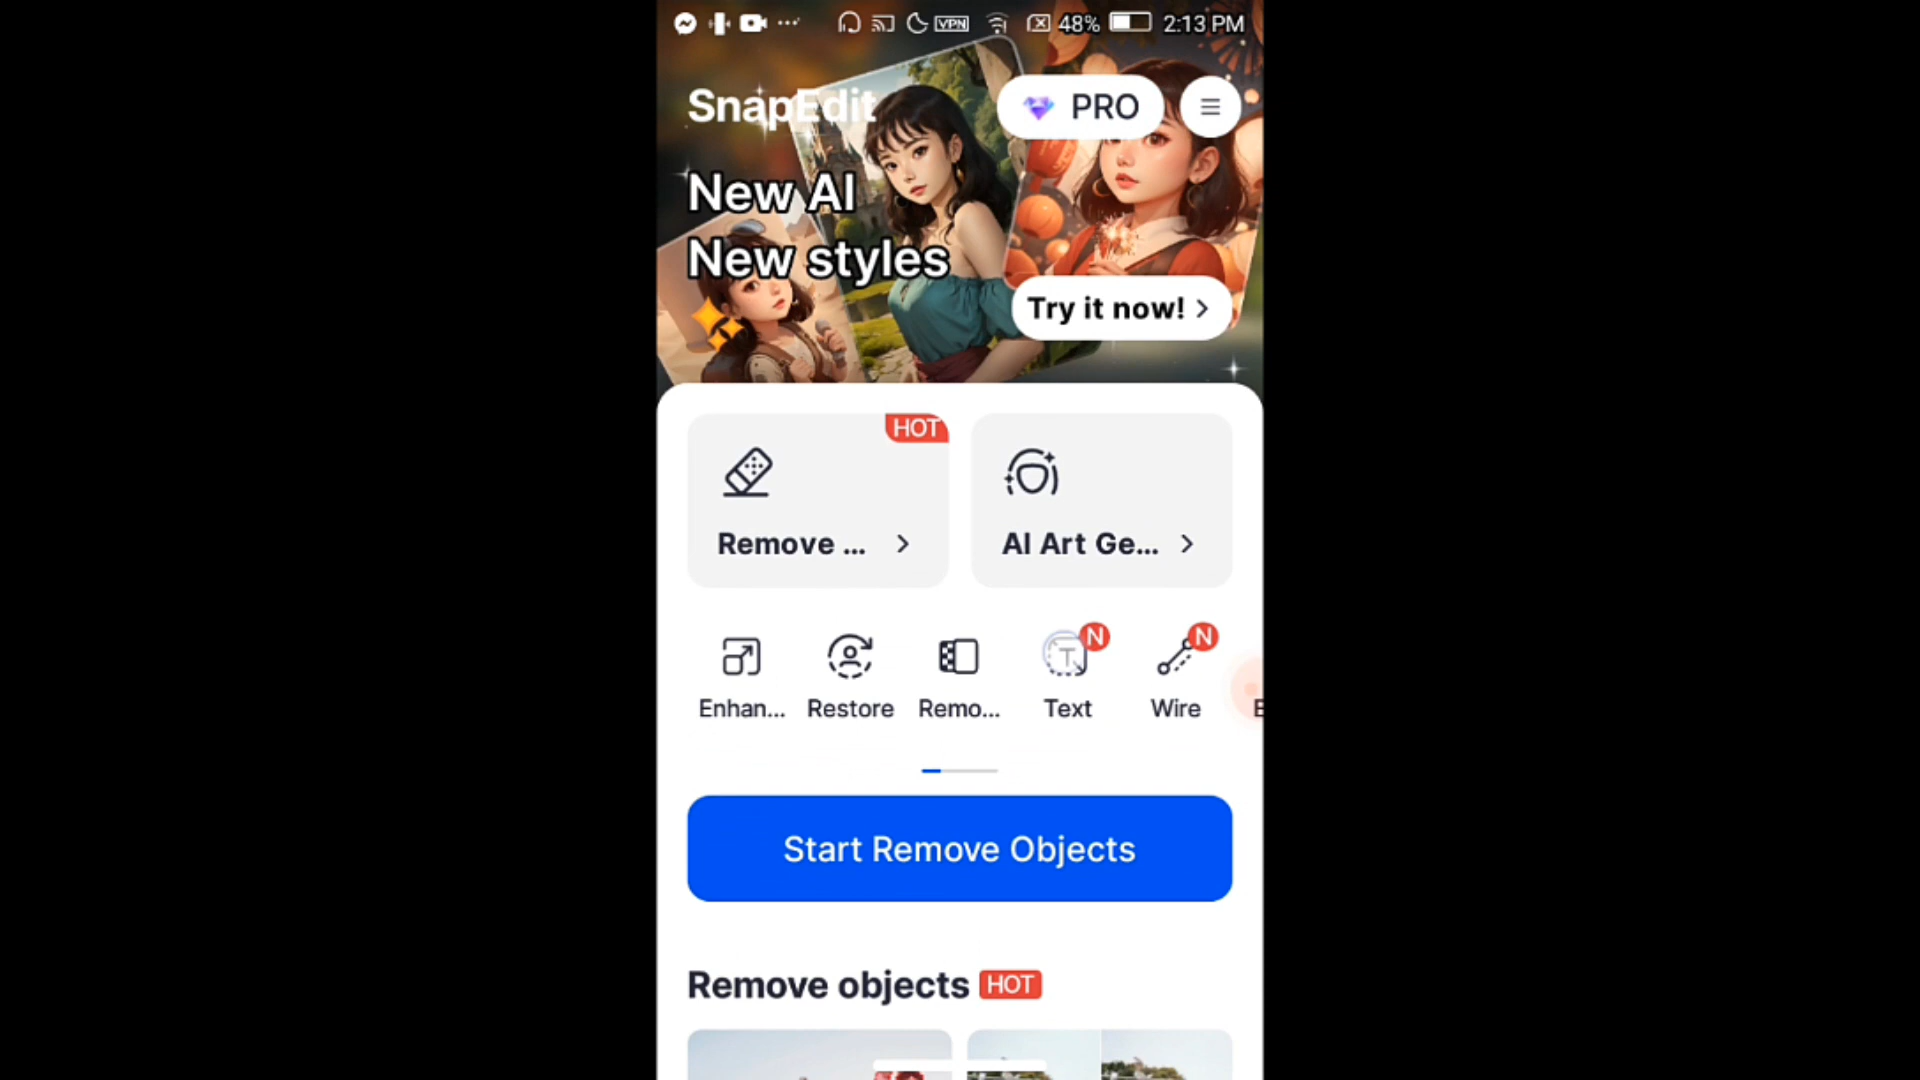 VPN 48% 2:13 PM
SnapEdit
PRO
New AI
New styles
Try it now!
HOT
Remove ...
AI Art Ge...
N
N
Enhan...
Restore
Remo...
Text
Wire
Start Remove Objects
Remove objects HOT